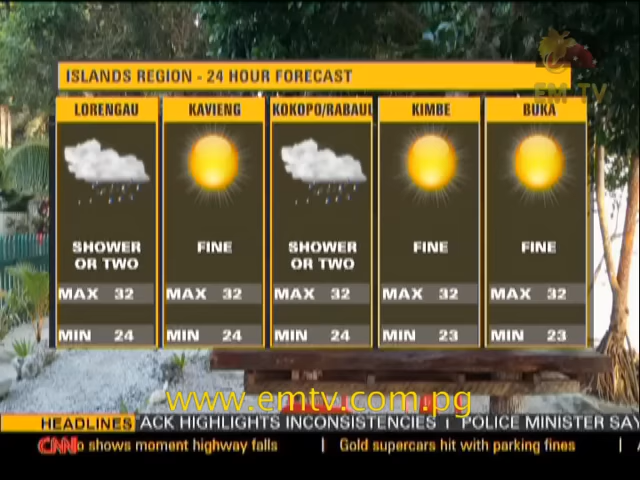 EMTV
ISLANDS REGION - 24 HOUR FORECAST
LORENGAU
SHOWER
OR TWO
MAX 32
MIN 24
KAVIENG
FINE
MAX 32
MIN 24
KOKOPO/RABAUL
SHOWER
OR TWO
MAX 32
MIN 24
KIMBE
FINE
MAX 32
MIN 23
BUKA
FINE
MAX 32
MIN 23
www.emtv.com.pg
HEADLINES ACK HIGHLIGHTS INCONSISTENCIES | POLICE MINISTER SAY
CNN o shows moment highway falls | Gold supercars hit with parking fines |